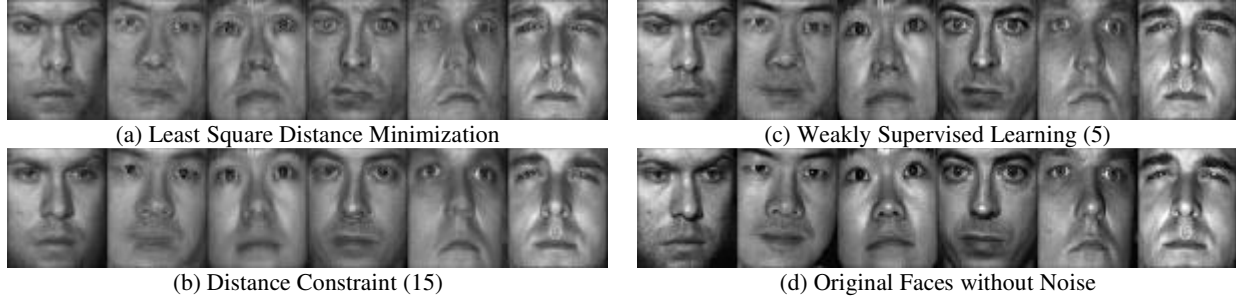 (a) Least Square Distance Minimization
(c) Weakly Supervised Learning (5)
(b) Distance Constraint (15)
(d) Original Faces without Noise